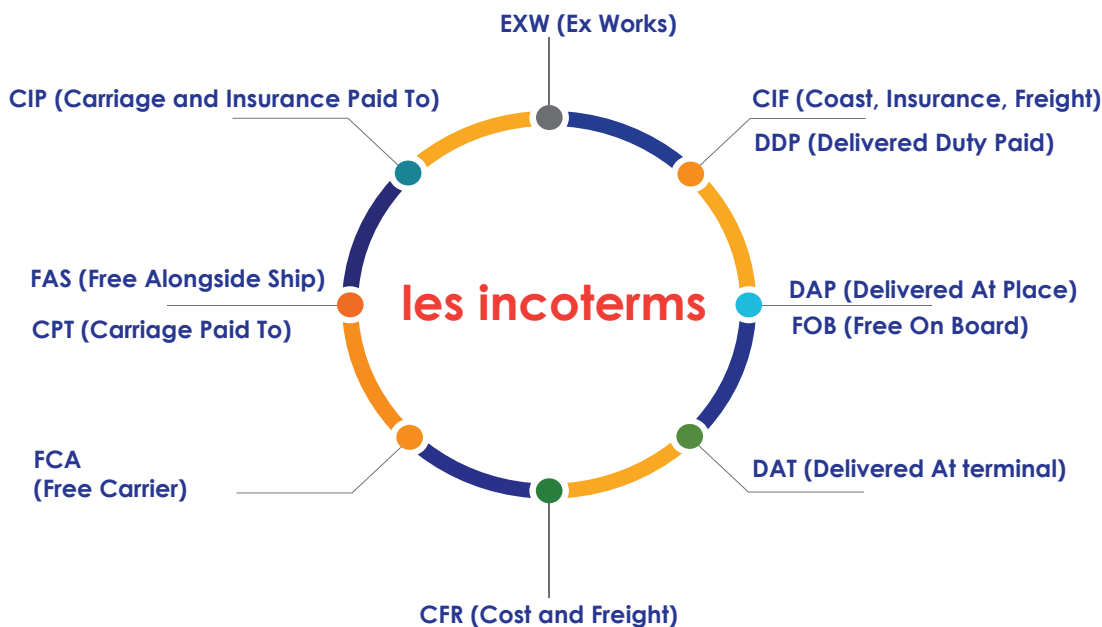 EXW (Ex Works)
CIP (Carriage and Insurance Paid To)
CIF (Coast, Insurance, Freight)
DDP (Delivered Duty Paid)
FAS (Free Alongside Ship)
CPT (Carriage Paid To)
les incoterms
DAP (Delivered At Place)
FOB (Free On Board)
FCA
(Free Carrier)
DAT (Delivered At terminal)
CFR (Cost and Freight)